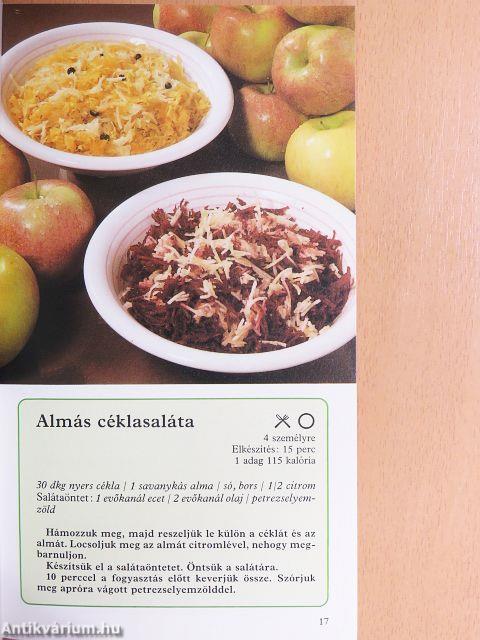 Almás céklasaláta
4 személyre
Elkészítés: 15 perc
1 adag 115 kalória
30 dkg nyers cékla | 1 savanykás alma | só, bors | 1|2 citrom
Salátaöntet: 1 evőkanál ecet | 2 evőkanál olaj | petrezselyem-
zöld
Hámozzuk meg, majd reszeljük le külön a céklát és az
almát. Locsoljuk meg az almát citromlével, nehogy meg-
barnuljon.
Készítsük el a salátaöntetet. Öntsük a salátára.
10 perccel a fogyasztás előtt keverjük össze. Szórjuk
meg apróra vágott petrezselyemzölddel.
17
Antikvárium.hu